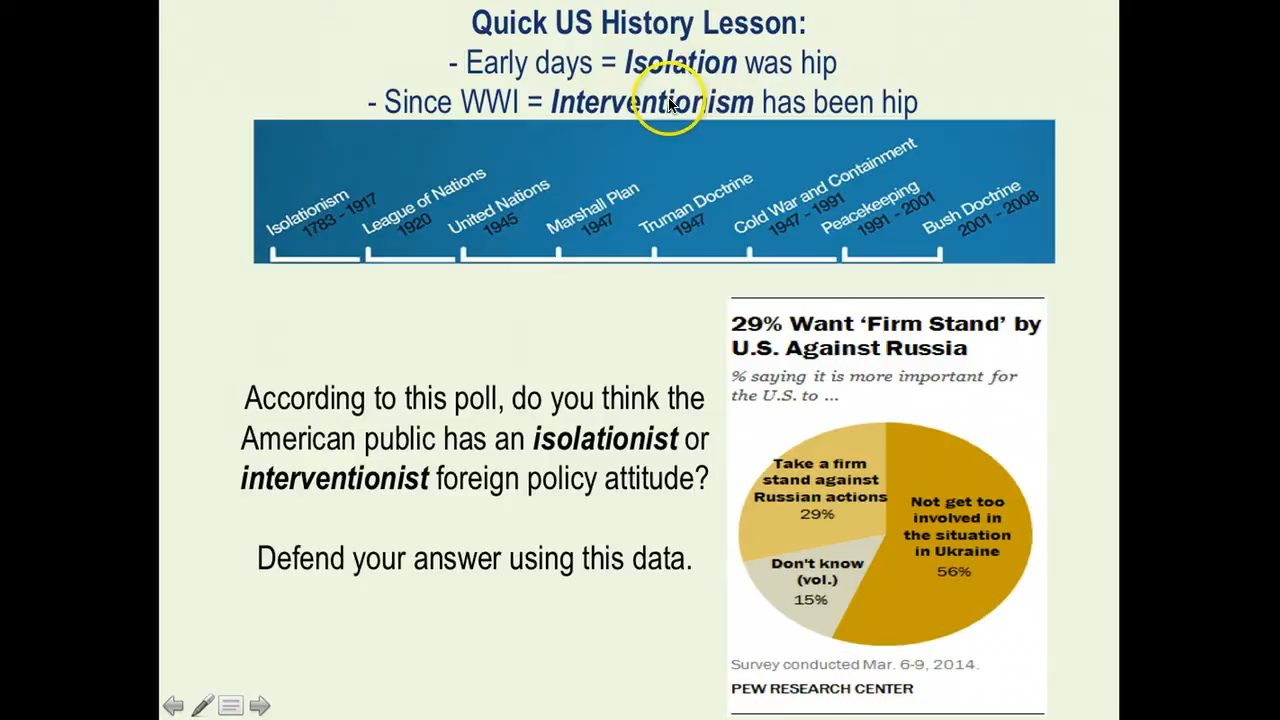 Quick US History Lesson:
- Early days = Isolation was hip
- Since WWI = Interventionism has been hip
Isolationism
1783 - 1917
League of Nations
1920
United Nations
1945
Marshall Plan
1947
Truman Doctrine
1947
Cold War and Containment
1947 - 1991
Peacekeeping
1991 - 2001
Bush Doctrine
2001 - 2008
According to this poll, do you think the
American public has an isolationist or
interventionist foreign policy attitude?
Defend your answer using this data.
29% Want ‘Firm Stand’ by
U.S. Against Russia
% saying it is more important for
the U.S. to ...
Take a firm
stand against
Russian actions
29%
Not get too
involved in
the situation
in Ukraine
56%
Don't know
(vol.)
15%
Survey conducted Mar. 6-9, 2014.
PEW RESEARCH CENTER